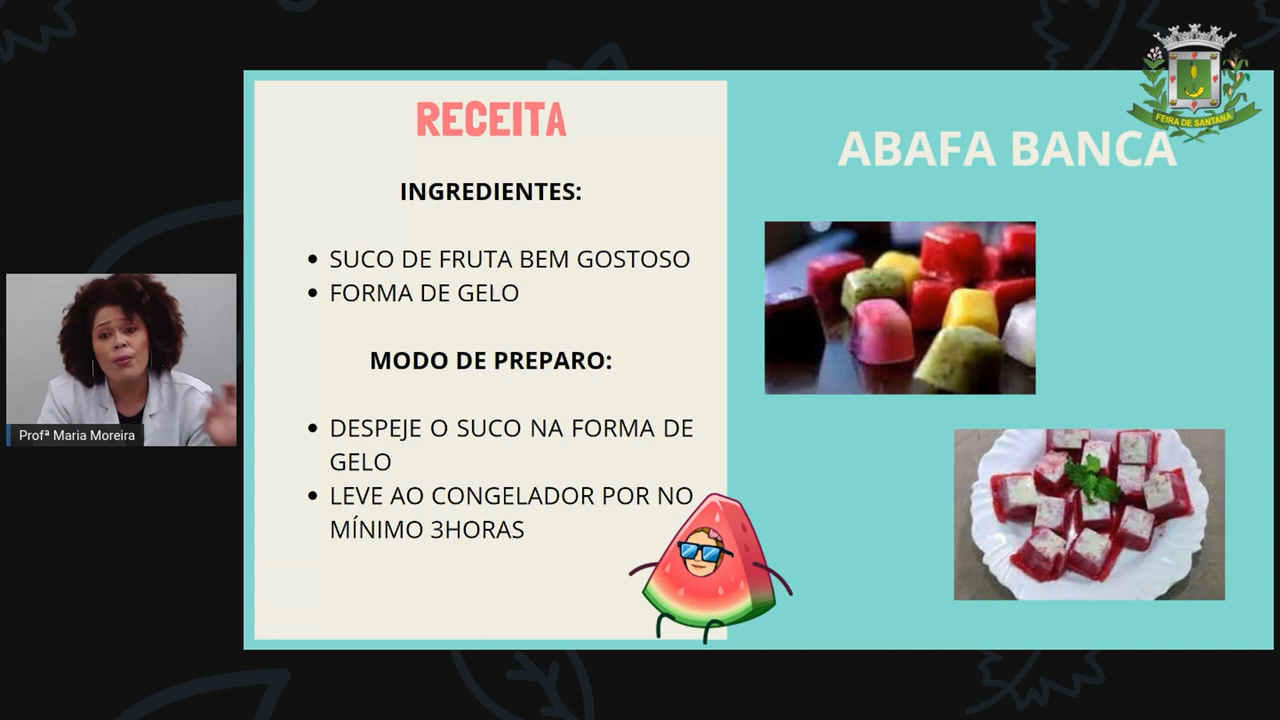 RECEITA
INGREDIENTES:
SUCO DE FRUTA BEM GOSTOSO
FORMA DE GELO
MODO DE PREPARO:
DESPEJE O SUCO NA FORMA DE
GELO
LEVE AO CONGELADOR POR NO
MÍNIMO 3HORAS
ABAFA BANCA
FEIRA DE SANTANA
Profª Maria Moreira